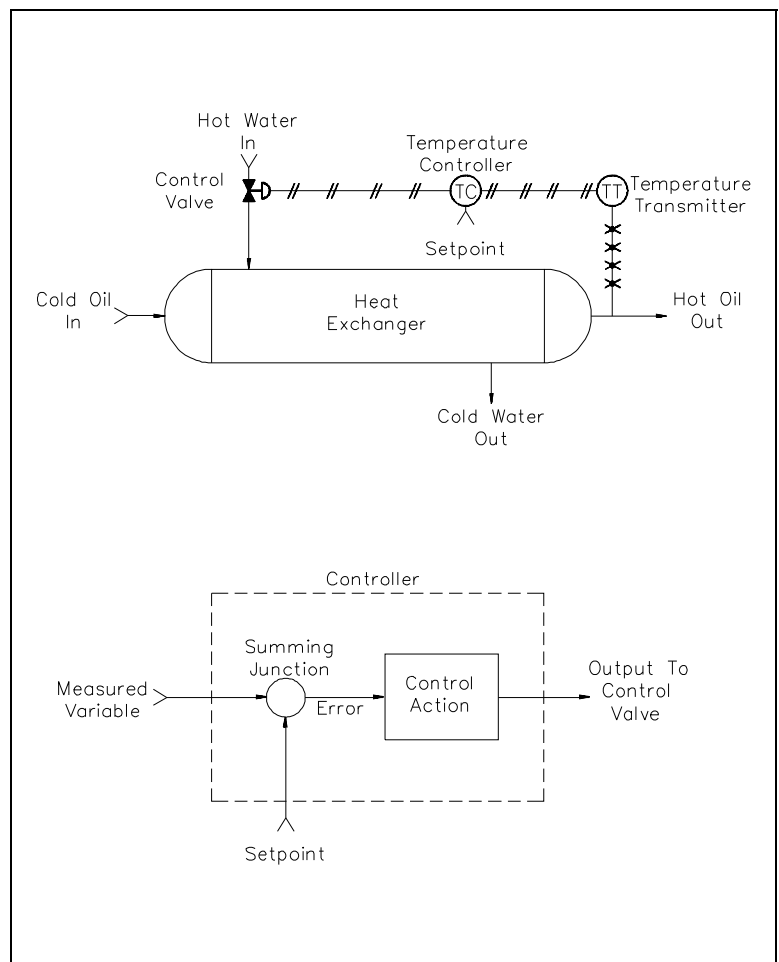 Hot Water
In
Temperature
Controller
Control
Valve
TC
TT
Temperature
Transmitter
Setpoint
Cold Oil
In
Heat
Exchanger
Hot Oil
Out
Cold Water
Out
Controller
Summing
Junction
Measured
Variable
Error
Control
Action
Output To
Control
Valve
Setpoint